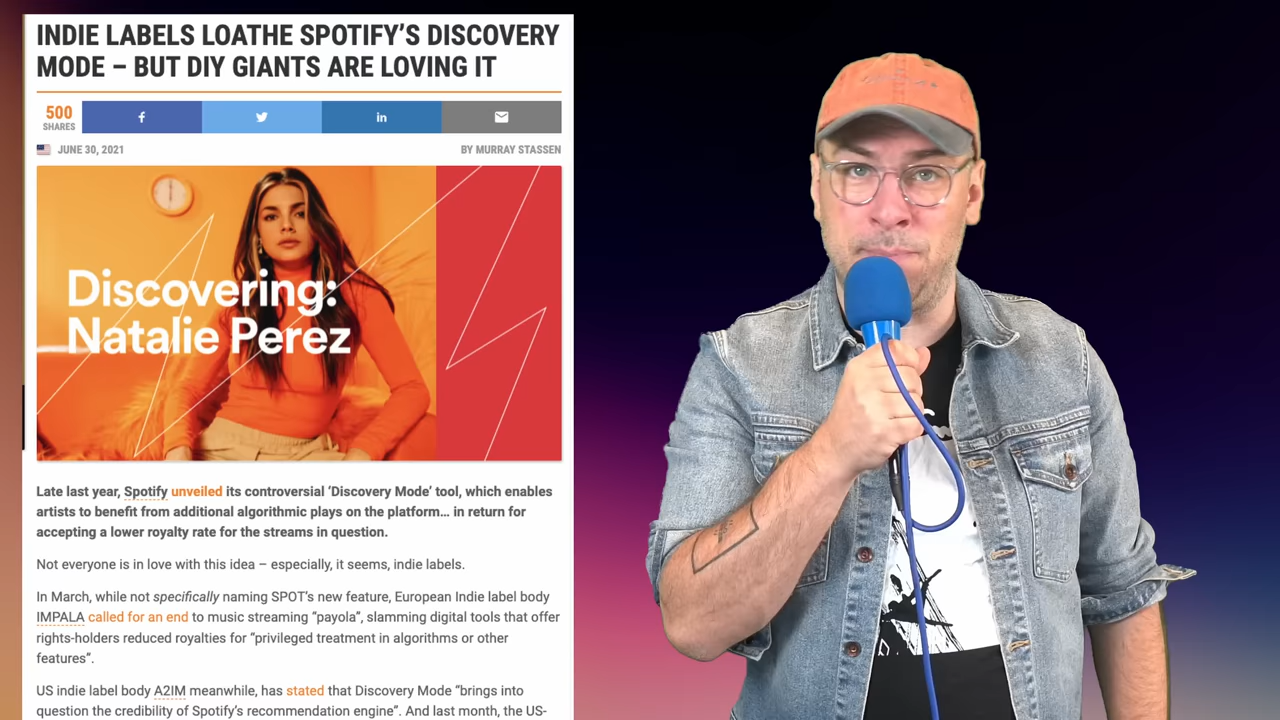 INDIE LABELS LOATHE SPOTIFY'S DISCOVERY
MODE – BUT DIY GIANTS ARE LOVING IT
500
SHARES
JUNE 30, 2021
BY MURRAY STASSEN
Discovering:
Natalie Perez
Late last year, Spotify unveiled its controversial 'Discovery Mode' tool, which enables
artists to benefit from additional algorithmic plays on the platform… in return for
accepting a lower royalty rate for the streams in question.
Not everyone is in love with this idea – especially, it seems, indie labels.
In March, while not specifically naming SPOT's new feature, European Indie label body
IMPALA called for an end to music streaming “payola”, slamming digital tools that offer
rights-holders reduced royalties for “privileged treatment in algorithms or other
features”.
US indie label body A2IM meanwhile, has stated that Discovery Mode “brings into
question the credibility of Spotify's recommendation engine”. And last month, the US-